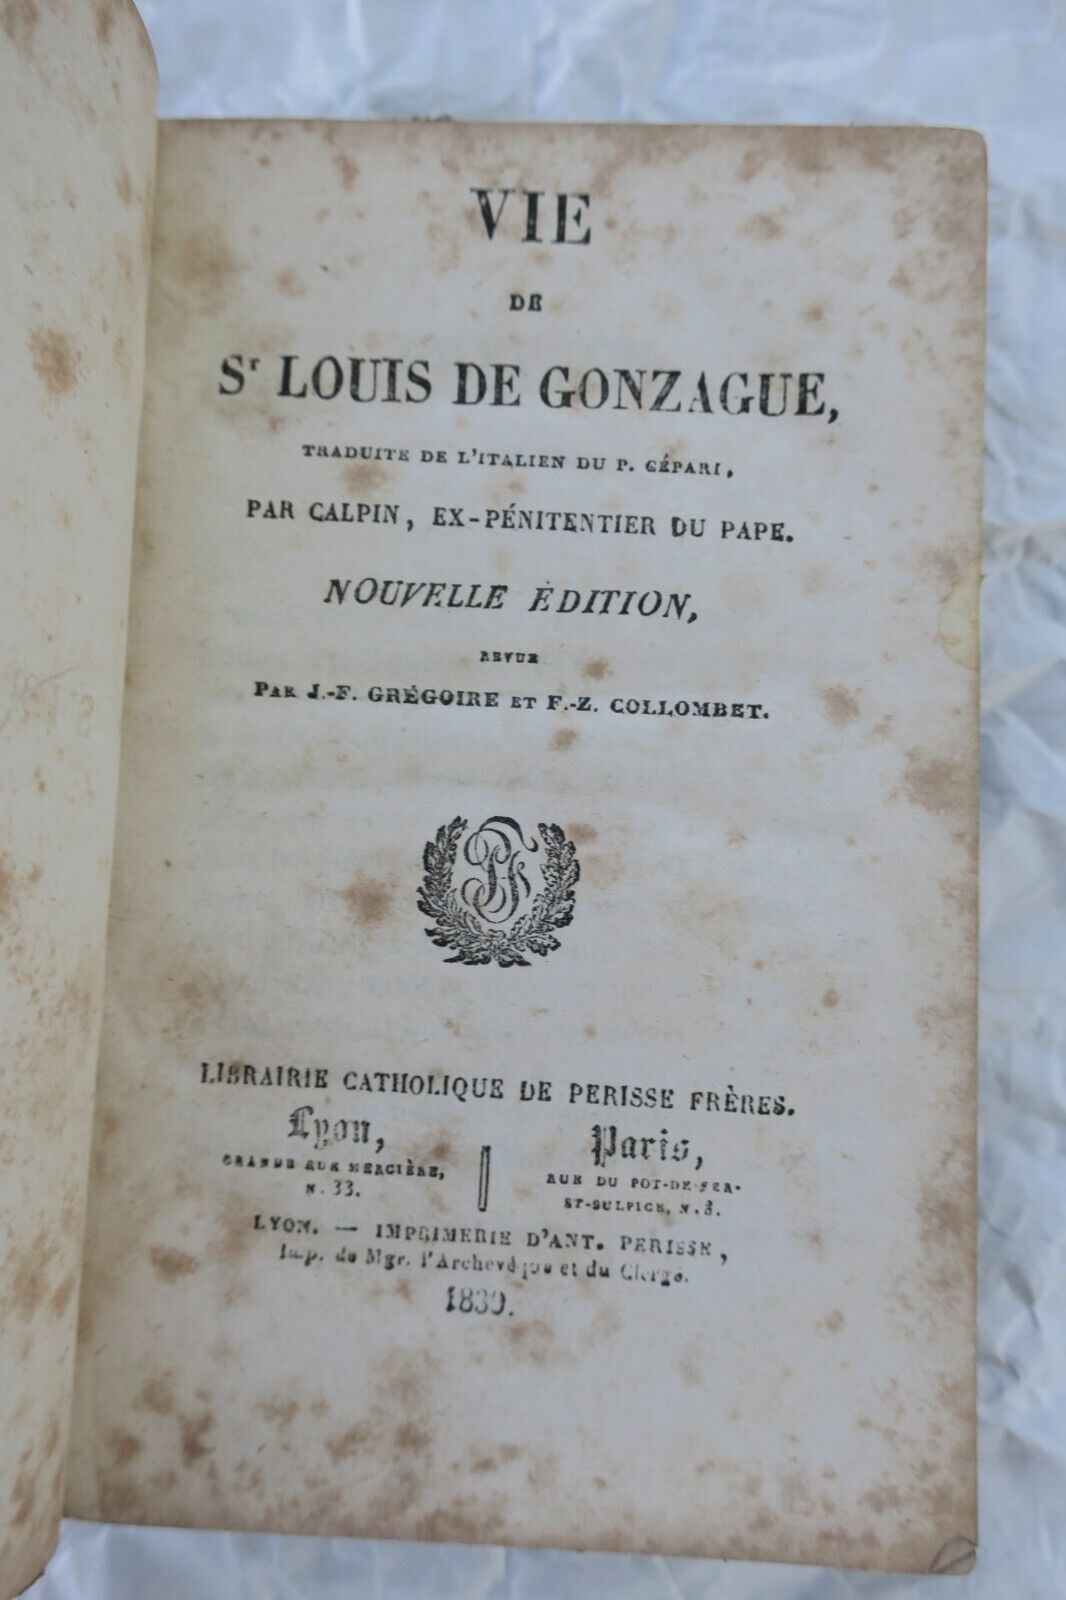 VIE
DE
Sᵗ LOUIS DE GONZAGUE,
TRADUITE DE L'ITALIEN DU P. CÉPARI,
PAR CALPIN, EX-PÉNITENTIER DU PAPE.
NOUVELLE ÉDITION,
REVUE
PAR J.-F. GRÉGOIRE ET F.-Z. COLLOMBET.
LIBRAIRIE CATHOLIQUE DE PERISSE FRÈRES.
Lyon,
GRANDE RUE MERCIÈRE,
N. 33.
Paris,
RUE DU POT-DE-FER-
ST-SULPICE, N. 8.
LYON. — IMPRIMERIE D'ANT. PERISSE,
Imp. de Mgr. l'Archevêque et du Clergé.
1839.